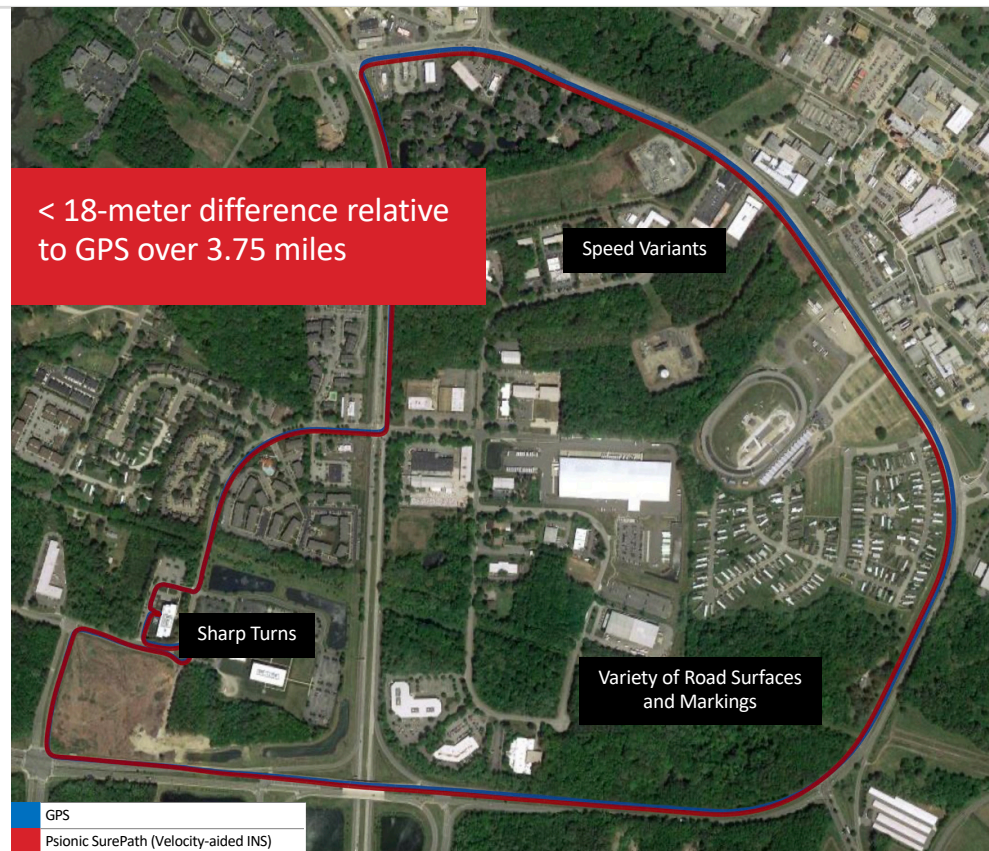 < 18-meter difference relative
to GPS over 3.75 miles
Speed Variants
Sharp Turns
Variety of Road Surfaces
and Markings
GPS
Psionic SurePath (Velocity-aided INS)